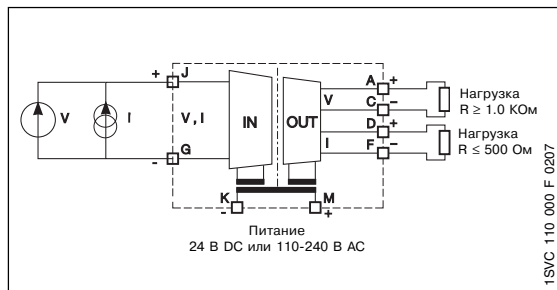 + J
V I V , I
- G
IN OUT
A +
V C −
D +
I F −
Нагрузка
R ≥ 1.0 КОм
Нагрузка
R ≤ 500 Ом
K M
- +
Питание
24 В DC или 110-240 В AC
1SVC 110 000 F 0207